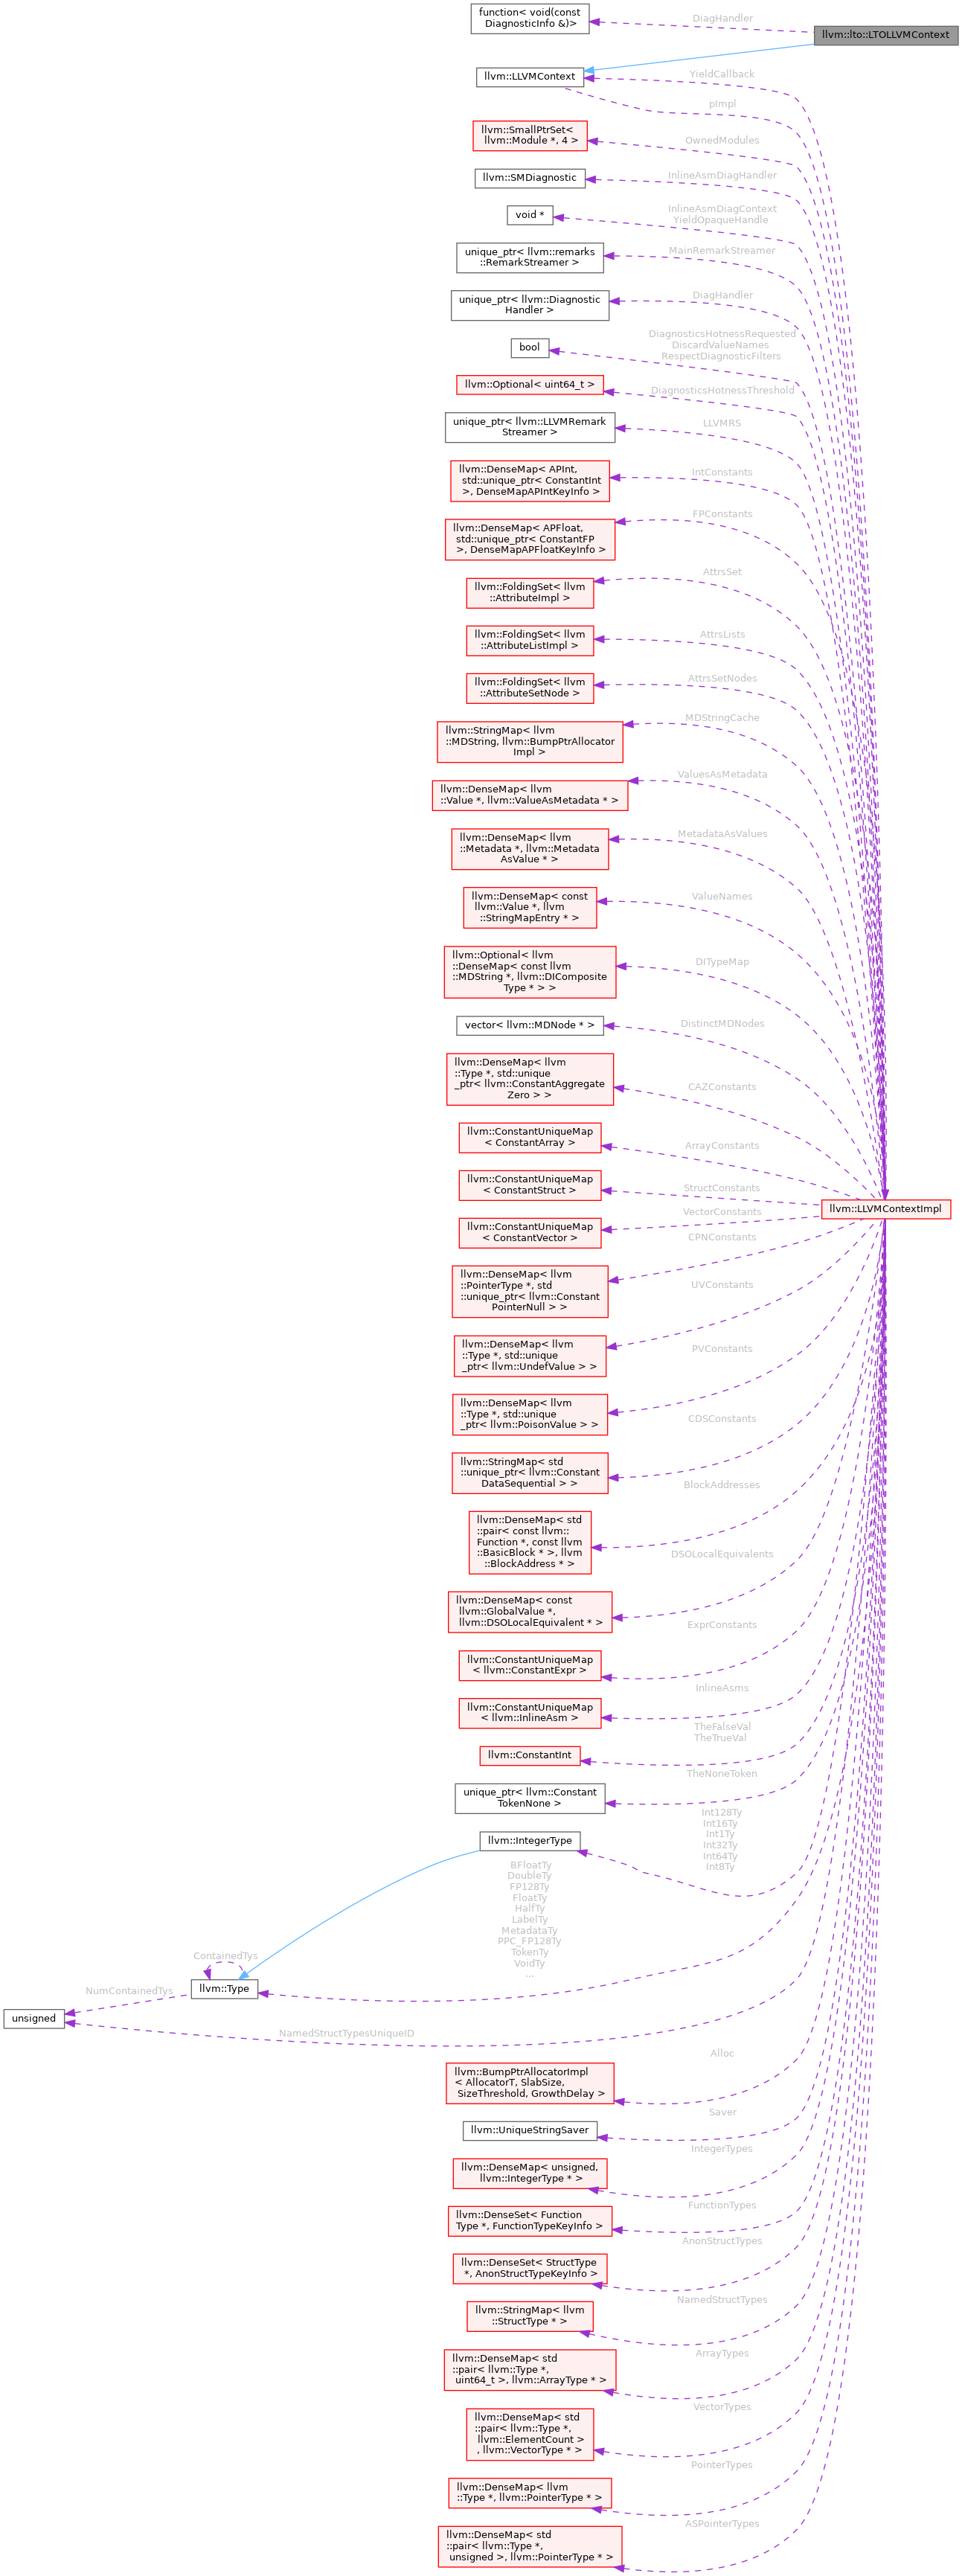 function< void(const
DiagnosticInfo &)>
DiagHandler
llvm::lto::LTOLLVMContext
llvm::LLVMContext
YieldCallback
pImpl
llvm::SmallPtrSet<
llvm::Module *, 4 >
OwnedModules
llvm::SMDiagnostic
InlineAsmDiagHandler
void *
InlineAsmDiagContext
YieldOpaqueHandle
unique_ptr< llvm::remarks
::RemarkStreamer >
MainRemarkStreamer
unique_ptr< llvm::Diagnostic
Handler >
DiagHandler
bool
DiagnosticsHotnessRequested
DiscardValueNames
RespectDiagnosticFilters
llvm::Optional< uint64_t >
DiagnosticsHotnessThreshold
unique_ptr< llvm::LLVMRemark
Streamer >
LLVMRS
llvm::DenseMap< APInt,
std::unique_ptr< ConstantInt
>, DenseMapAPIntKeyInfo >
IntConstants
llvm::DenseMap< APFloat,
std::unique_ptr< ConstantFP
>, DenseMapAPFloatKeyInfo >
FPConstants
llvm::FoldingSet< llvm
::AttributeImpl >
AttrsSet
llvm::FoldingSet< llvm
::AttributeListImpl >
AttrsLists
llvm::FoldingSet< llvm
::AttributeSetNode >
AttrsSetNodes
llvm::StringMap< llvm
::MDString, llvm::BumpPtrAllocator
Impl >
MDStringCache
llvm::DenseMap< llvm
::Value *, llvm::ValueAsMetadata * >
ValuesAsMetadata
llvm::DenseMap< llvm
::Metadata *, llvm::Metadata
AsValue * >
MetadataAsValues
llvm::DenseMap< const
llvm::Value *, llvm
::StringMapEntry * >
ValueNames
llvm::Optional< llvm
::DenseMap< const llvm
::MDString *, llvm::DIComposite
Type * > >
DITypeMap
vector< llvm::MDNode * >
DistinctMDNodes
llvm::DenseMap< llvm
::Type *, std::unique
_ptr< llvm::ConstantAggregate
Zero > >
CAZConstants
llvm::ConstantUniqueMap
< ConstantArray >
ArrayConstants
llvm::ConstantUniqueMap
< ConstantStruct >
StructConstants
llvm::LLVMContextImpl
llvm::ConstantUniqueMap
< ConstantVector >
VectorConstants
llvm::DenseMap< llvm
::PointerType *, std
::unique_ptr< llvm::Constant
PointerNull > >
CPNConstants
llvm::DenseMap< llvm
::Type *, std::unique
_ptr< llvm::UndefValue > >
UVConstants
llvm::DenseMap< llvm
::Type *, std::unique
_ptr< llvm::PoisonValue > >
PVConstants
llvm::StringMap< std
::unique_ptr< llvm::Constant
DataSequential > >
CDSConstants
llvm::DenseMap< std
::pair< const llvm::
Function *, const llvm
::BasicBlock * >, llvm
::BlockAddress * >
BlockAddresses
llvm::DenseMap< const
llvm::GlobalValue *,
llvm::DSOLocalEquivalent * >
DSOLocalEquivalents
llvm::ConstantUniqueMap
< llvm::ConstantExpr >
ExprConstants
llvm::ConstantUniqueMap
< llvm::InlineAsm >
InlineAsms
llvm::ConstantInt
TheFalseVal
TheTrueVal
unique_ptr< llvm::Constant
TokenNone >
TheNoneToken
llvm::IntegerType
Int128Ty
Int16Ty
Int1Ty
Int32Ty
Int64Ty
Int8Ty
BFloatTy
DoubleTy
FP128Ty
FloatTy
HalfTy
LabelTy
MetadataTy
PPC_FP128Ty
TokenTy
VoidTy
...
ContainedTys
llvm::Type
NumContainedTys
unsigned
NamedStructTypesUniqueID
llvm::BumpPtrAllocatorImpl
< AllocatorT, SlabSize,
SizeThreshold, GrowthDelay >
Alloc
llvm::UniqueStringSaver
Saver
llvm::DenseMap< unsigned,
llvm::IntegerType * >
IntegerTypes
llvm::DenseSet< Function
Type *, FunctionTypeKeyInfo >
FunctionTypes
llvm::DenseSet< StructType
*, AnonStructTypeKeyInfo >
AnonStructTypes
llvm::StringMap< llvm
::StructType * >
NamedStructTypes
llvm::DenseMap< std
::pair< llvm::Type *,
uint64_t >, llvm::ArrayType * >
ArrayTypes
llvm::DenseMap< std
::pair< llvm::Type *,
llvm::ElementCount >
, llvm::VectorType * >
VectorTypes
llvm::DenseMap< llvm
::Type *, llvm::PointerType * >
PointerTypes
llvm::DenseMap< std
::pair< llvm::Type *,
unsigned >, llvm::PointerType * >
ASPointerTypes